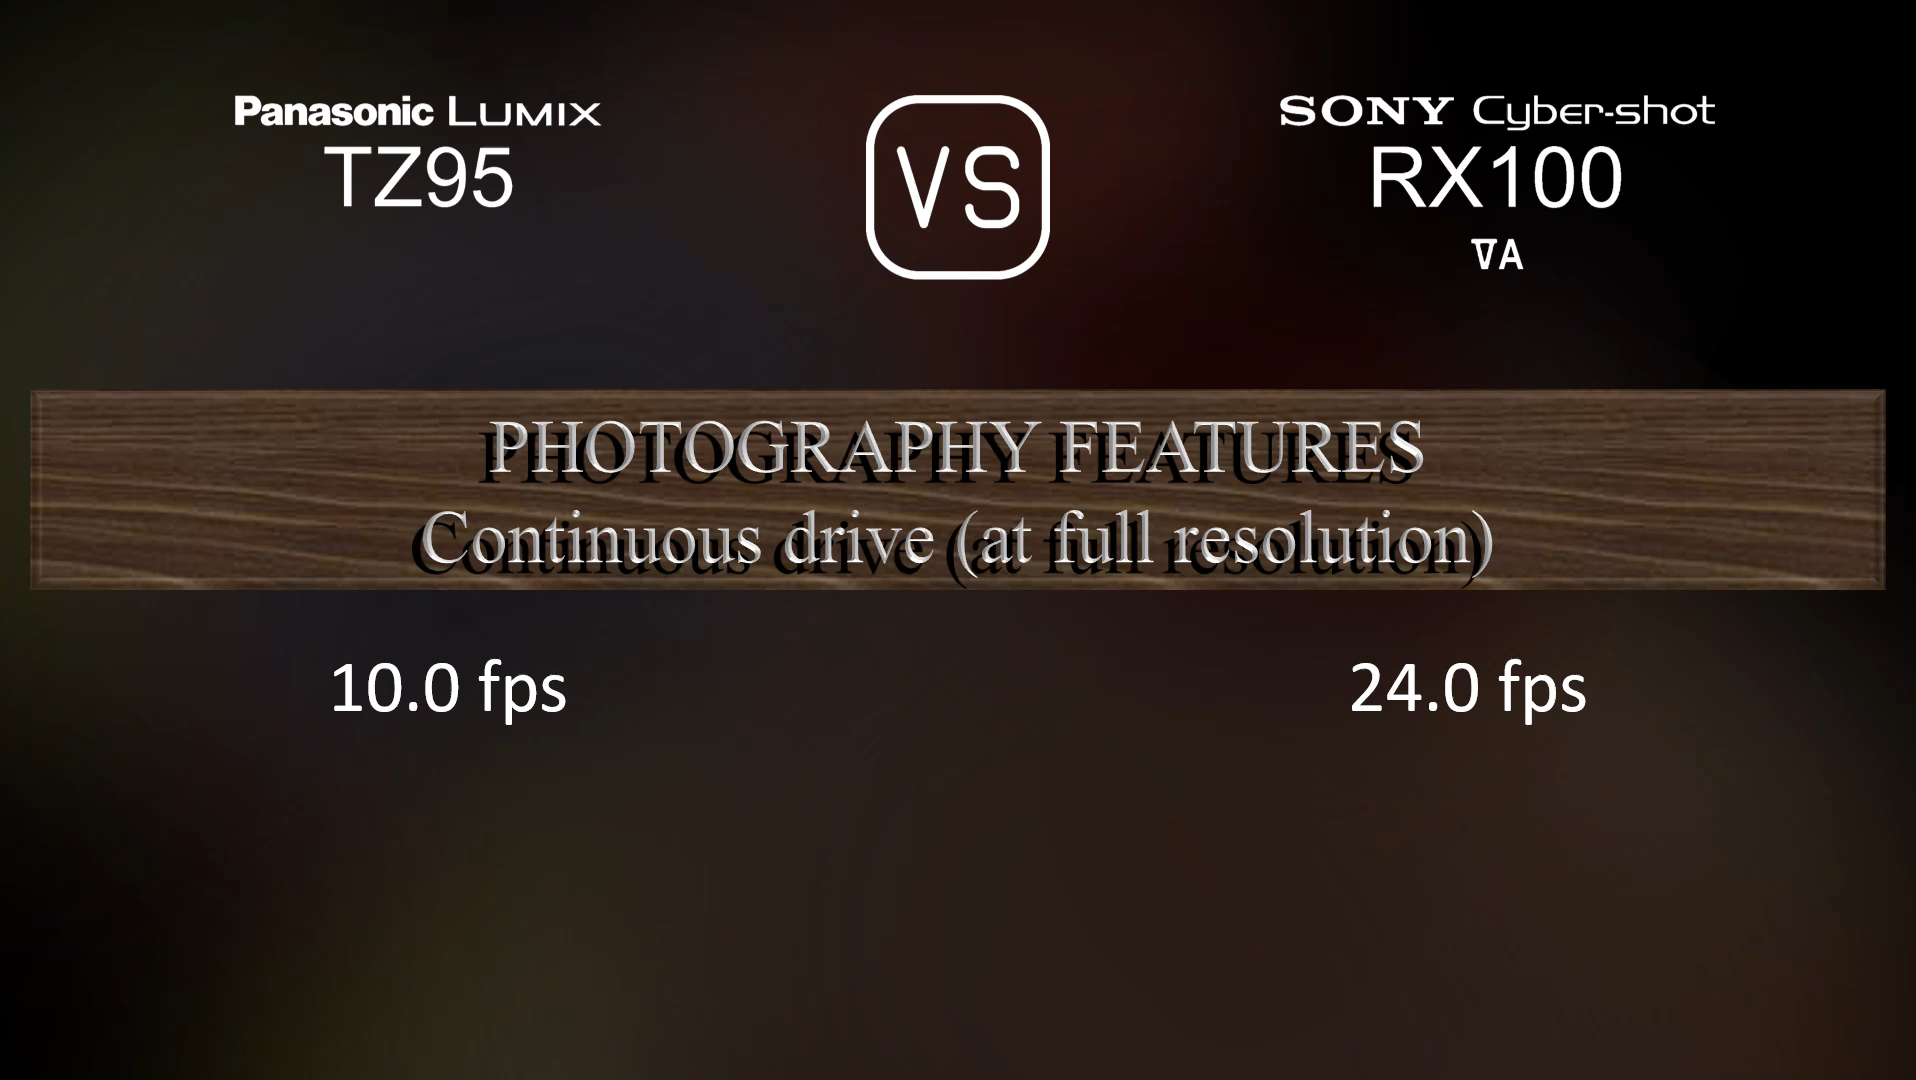 Panasonic LUMIX
TZ95
VS
SONY Cyber-shot
RX100
VA
PHOTOGRAPHY FEATURES
Continuous drive (at full resolution)
10.0 fps
24.0 fps